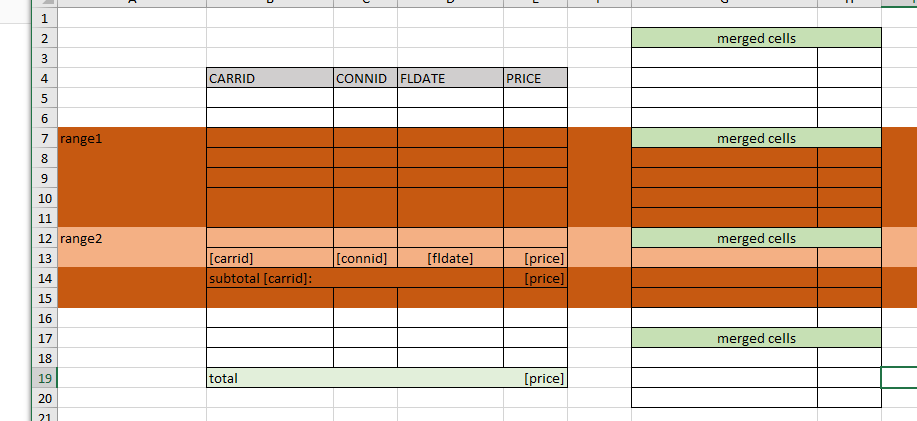 1
2 merged cells
3
4 CARRID CONNID FLDATE PRICE
5
6
7 range1 merged cells
8
9
10
11
12 range2 merged cells
13 [carrid] [connid] [fldate] [price]
14 subtotal [carrid]: [price]
15
16
17 merged cells
18
19 total [price]
20
21